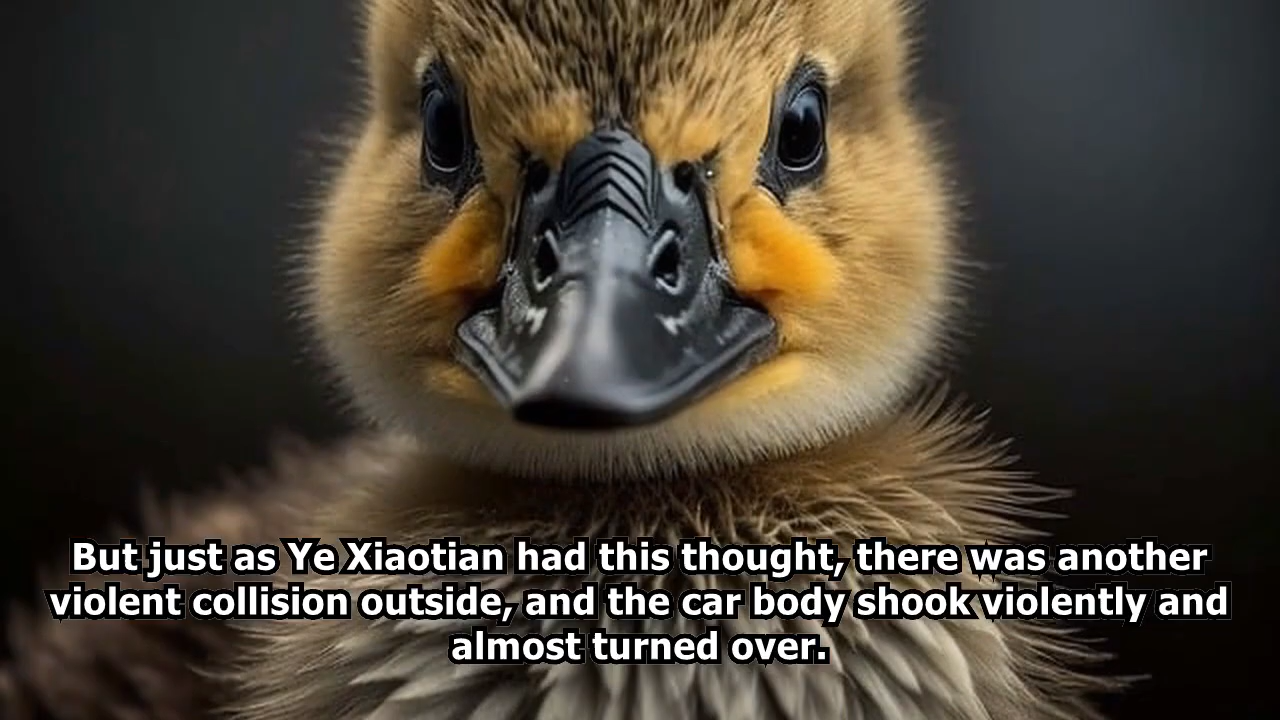 But just as Ye Xiaotian had this thought, there was another
violent collision outside, and the car body shook violently and
almost turned over.